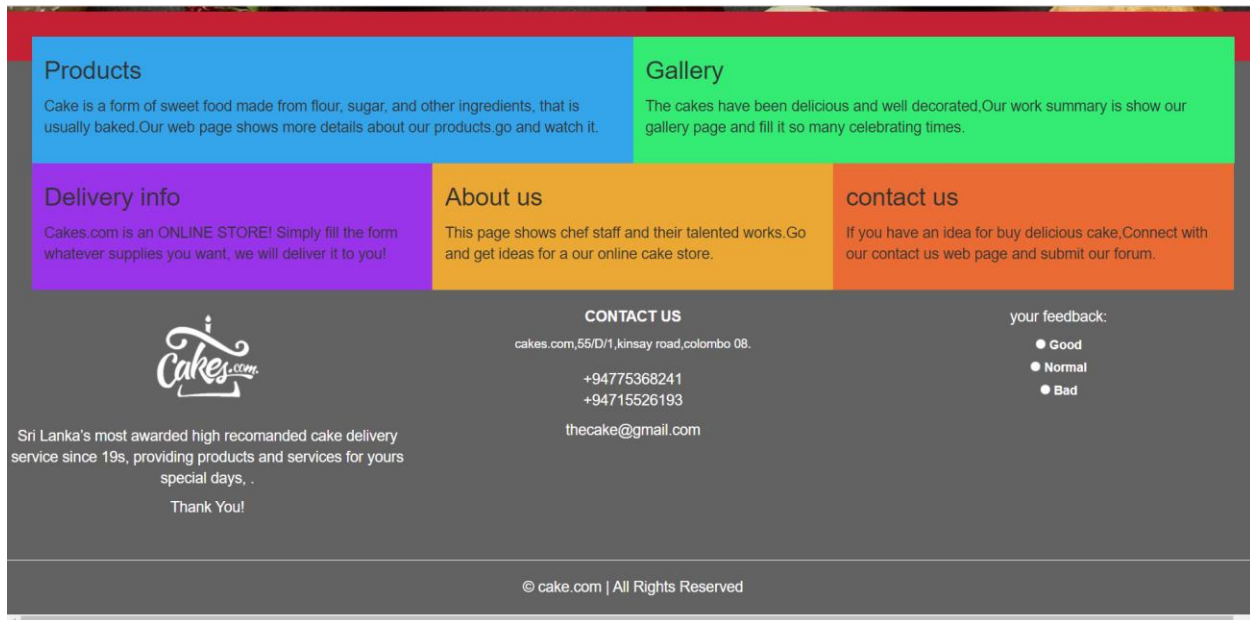 Products
Cake is a form of sweet food made from flour, sugar, and other ingredients, that is
usually baked.Our web page shows more details about our products.go and watch it.
Gallery
The cakes have been delicious and well decorated,Our work summary is show our
gallery page and fill it so many celebrating times.
Delivery info
Cakes.com is an ONLINE STORE! Simply fill the form
whatever supplies you want, we will deliver it to you!
About us
This page shows chef staff and their talented works.Go
and get ideas for a our online cake store.
contact us
If you have an idea for buy delicious cake,Connect with
our contact us web page and submit our forum.
Cakes.com.
Sri Lanka's most awarded high recomanded cake delivery
service since 19s, providing products and services for yours
special days, .
Thank You!
CONTACT US
cakes.com,55/D/1,kinsay road,colombo 08.
+94775368241
+94715526193
thecake@gmail.com
your feedback:
Good
Normal
Bad
© cake.com | All Rights Reserved